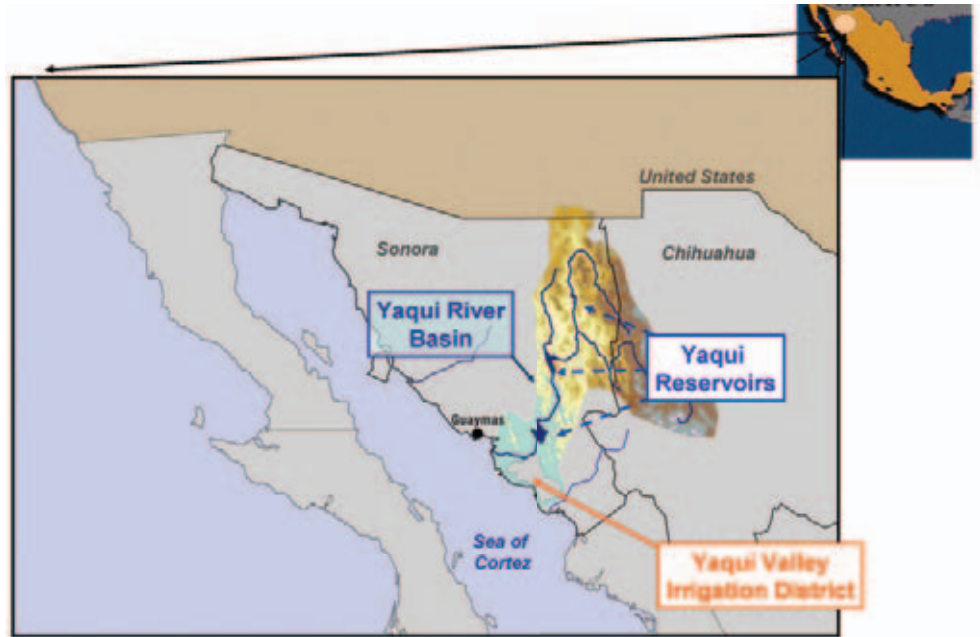 United States
Sonora
Chihuahua
Yaqui River
Basin
Yaqui
Reservoirs
Guaymas
Sea of
Cortez
Yaqui Valley
Irrigation District